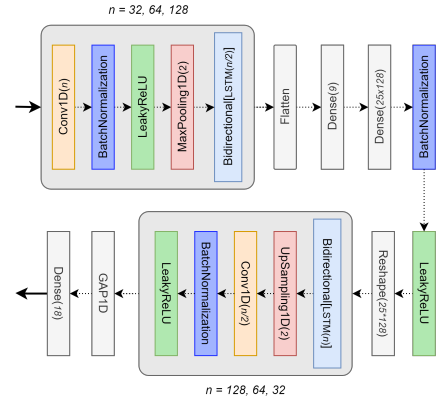 n = 32, 64, 128
Conv1D(n)
BatchNormalization
LeakyReLU
MaxPooling1D(2)
Bidirectional[LSTM(n/2)]
Flatten
Dense(9)
Dense(25x128)
BatchNormalization
LeakyReLU
Reshape(25*128)
Bidirectional[LSTM(n)]
UpSampling1D(2)
Conv1D(n/2)
BatchNormalization
LeakyReLU
GAP1D
Dense(18)
n = 128, 64, 32